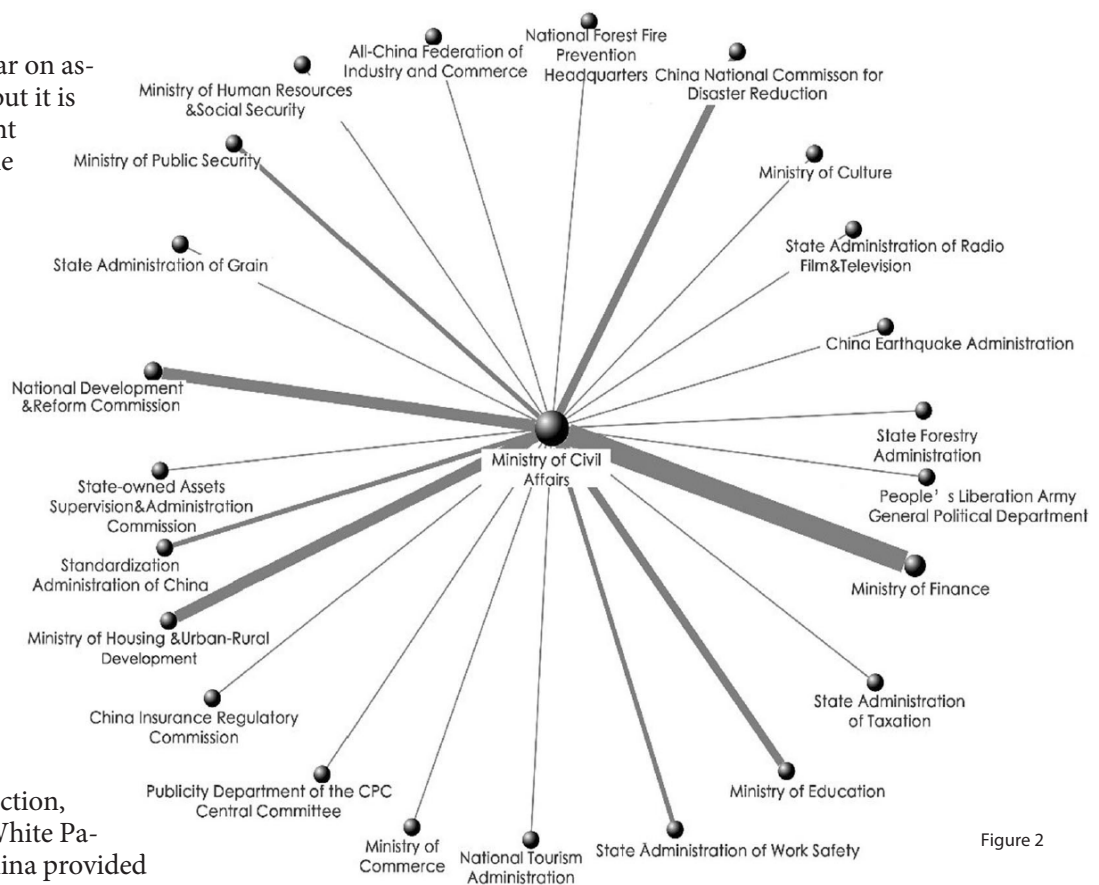 ar on as-
out it is
nt
e
National Forest Fire
Prevention
Headquarters
All-China Federation of
Industry and Commerce
China National Commisson for
Disaster Reduction
Ministry of Human Resources
&Social Security
Ministry of Public Security
Ministry of Culture
State Administration of Radio
Film&Television
State Administration of Grain
China Earthquake Administration
National Development
&Reform Commission
State Forestry
Administration
Ministry of Civil
Affairs
State-owned Assets
Supervision&Administration
Commission
People’ s Liberation Army
General Political Department
Standardization
Administration of China
Ministry of Finance
Ministry of Housing &Urban-Rural
Development
China Insurance Regulatory
Commission
State Administration
of Taxation
Publicity Department of the CPC
Central Committee
Ministry of Education
Ministry of
Commerce
National Tourism
Administration
State Administration of Work Safety
ction,
White Pa-
ina provided
Figure 2